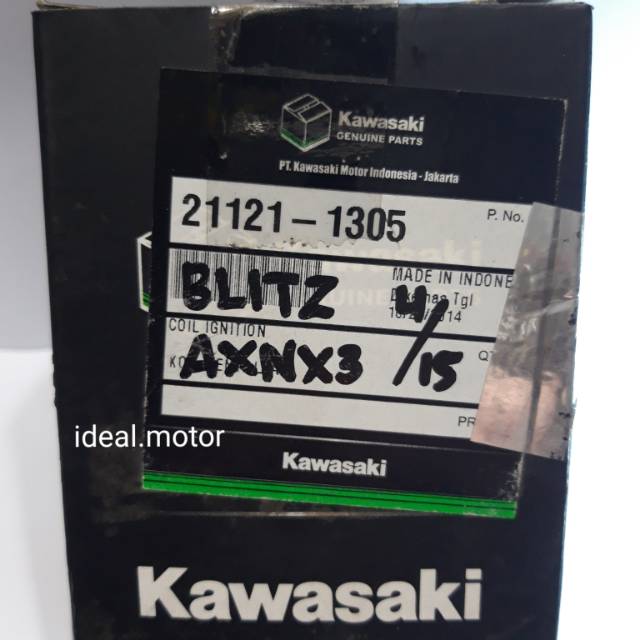 Kawasaki
GENUINE PARTS
PT. Kawasaki Motor Indonesia - Jakarta
21121-1305
P. No.
BLITZ 4/15
MADE IN INDONE
Tgl
COIL IGNITION
AXNX3
ideal.motor
Kawasaki
Kawasaki